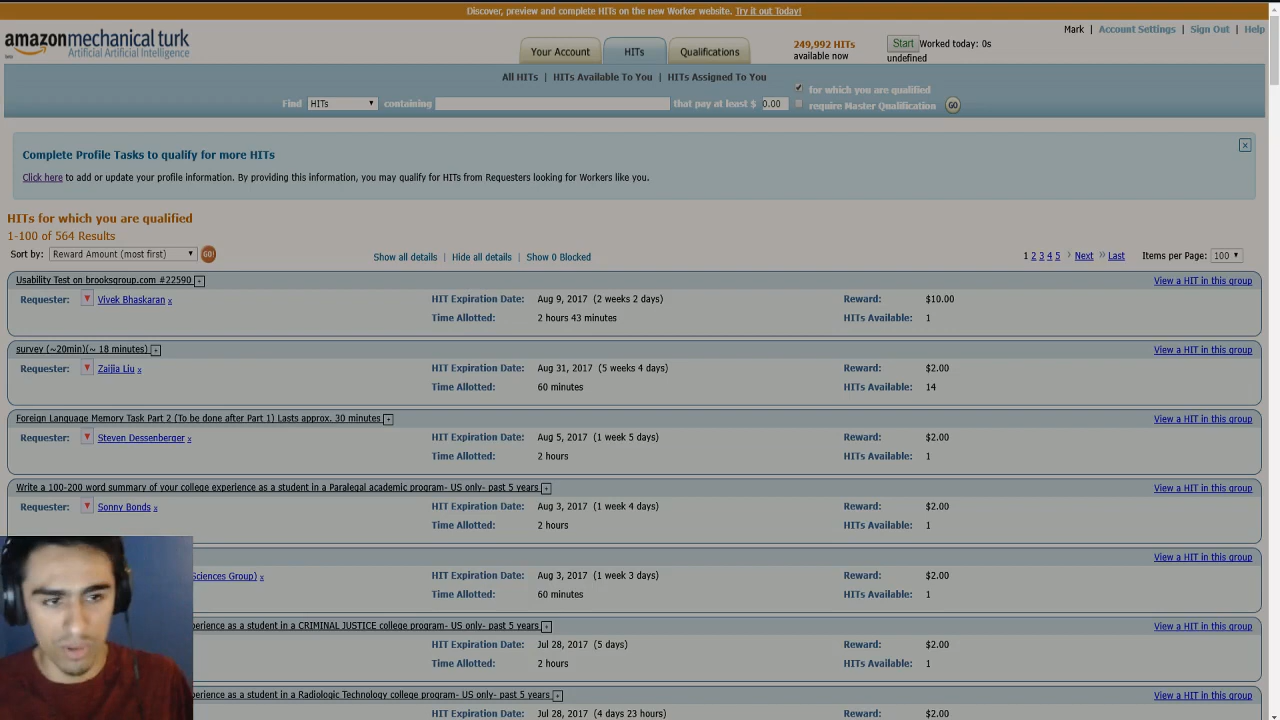 Discover, preview and complete HITs on the new Worker website. Try it out Today!
Mark | Account Settings | Sign Out | Help
amazonmechanical turk
beta Artificial Artificial Intelligence
Your Account HITs Qualifications
249,992 HITs available now
Start Worked today: 0s undefined
All HITs | HITs Available To You | HITs Assigned To You
Find HITs containing that pay at least $ 0.00 for which you are qualified
require Master Qualification GO
Complete Profile Tasks to qualify for more HITs x
Click here to add or update your profile information. By providing this information, you may qualify for HITs from Requesters looking for Workers like you.
HITs for which you are qualified
1-100 of 564 Results
Sort by: Reward Amount (most first) GO! Show all details | Hide all details | Show 0 Blocked 1 2 3 4 5 › Next » Last Items per Page: 100
Usability Test on brooksgroup.com #22590 + View a HIT in this group
Requester: Vivek Bhaskaran x HIT Expiration Date: Aug 9, 2017 (2 weeks 2 days) Reward: $10.00
Time Allotted: 2 hours 43 minutes HITs Available: 1
survey (~20min)(~ 18 minutes) + View a HIT in this group
Requester: Zaijia Liu x HIT Expiration Date: Aug 31, 2017 (5 weeks 4 days) Reward: $2.00
Time Allotted: 60 minutes HITs Available: 14
Foreign Language Memory Task Part 2 (To be done after Part 1) Lasts approx. 30 minutes + View a HIT in this group
Requester: Steven Dessenberger x HIT Expiration Date: Aug 5, 2017 (1 week 5 days) Reward: $2.00
Time Allotted: 2 hours HITs Available: 1
Write a 100-200 word summary of your college experience as a student in a Paralegal academic program- US only- past 5 years + View a HIT in this group
Requester: Sonny Bonds x HIT Expiration Date: Aug 3, 2017 (1 week 4 days) Reward: $2.00
Time Allotted: 2 hours HITs Available: 1
View a HIT in this group
Sciences Group) x HIT Expiration Date: Aug 3, 2017 (1 week 3 days) Reward: $2.00
Time Allotted: 60 minutes HITs Available: 1
perience as a student in a CRIMINAL JUSTICE college program- US only- past 5 years + View a HIT in this group
HIT Expiration Date: Jul 28, 2017 (5 days) Reward: $2.00
Time Allotted: 2 hours HITs Available: 1
perience as a student in a Radiologic Technology college program- US only- past 5 years + View a HIT in this group
HIT Expiration Date: Jul 28, 2017 (4 days 23 hours) Reward: $2.00